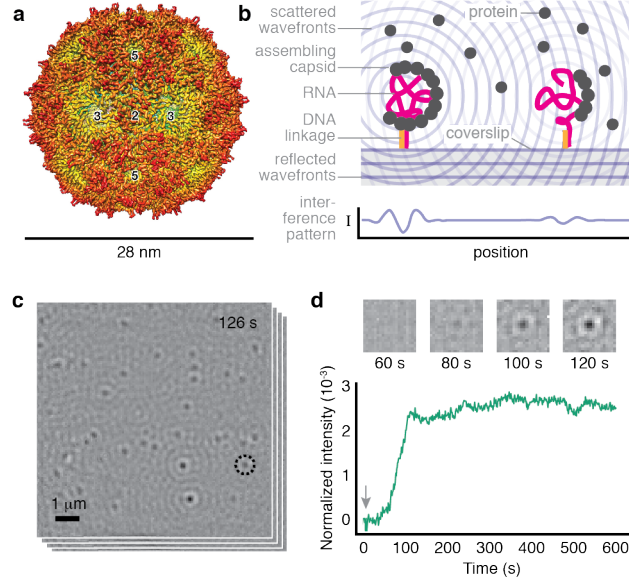 a
5
3
2
3
5
28 nm
b
scattered
wavefronts
protein
assembling
capsid
RNA
DNA
linkage
coverslip
reflected
wavefronts
inter-
ference
pattern
I
position
c
126 s
1 μm
d
60 s
80 s
100 s
120 s
Normalized intensity (10⁻³)
3
2
1
0
0
100
200
300
400
500
600
Time (s)